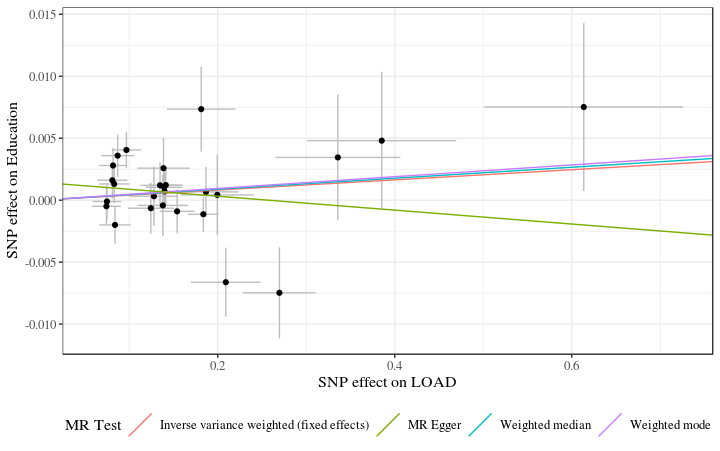 0.015
0.010
0.005
0.000
-0.005
-0.010
SNP effect on Education
0.2 0.4 0.6
SNP effect on LOAD
MR Test Inverse variance weighted (fixed effects) MR Egger Weighted median Weighted mode